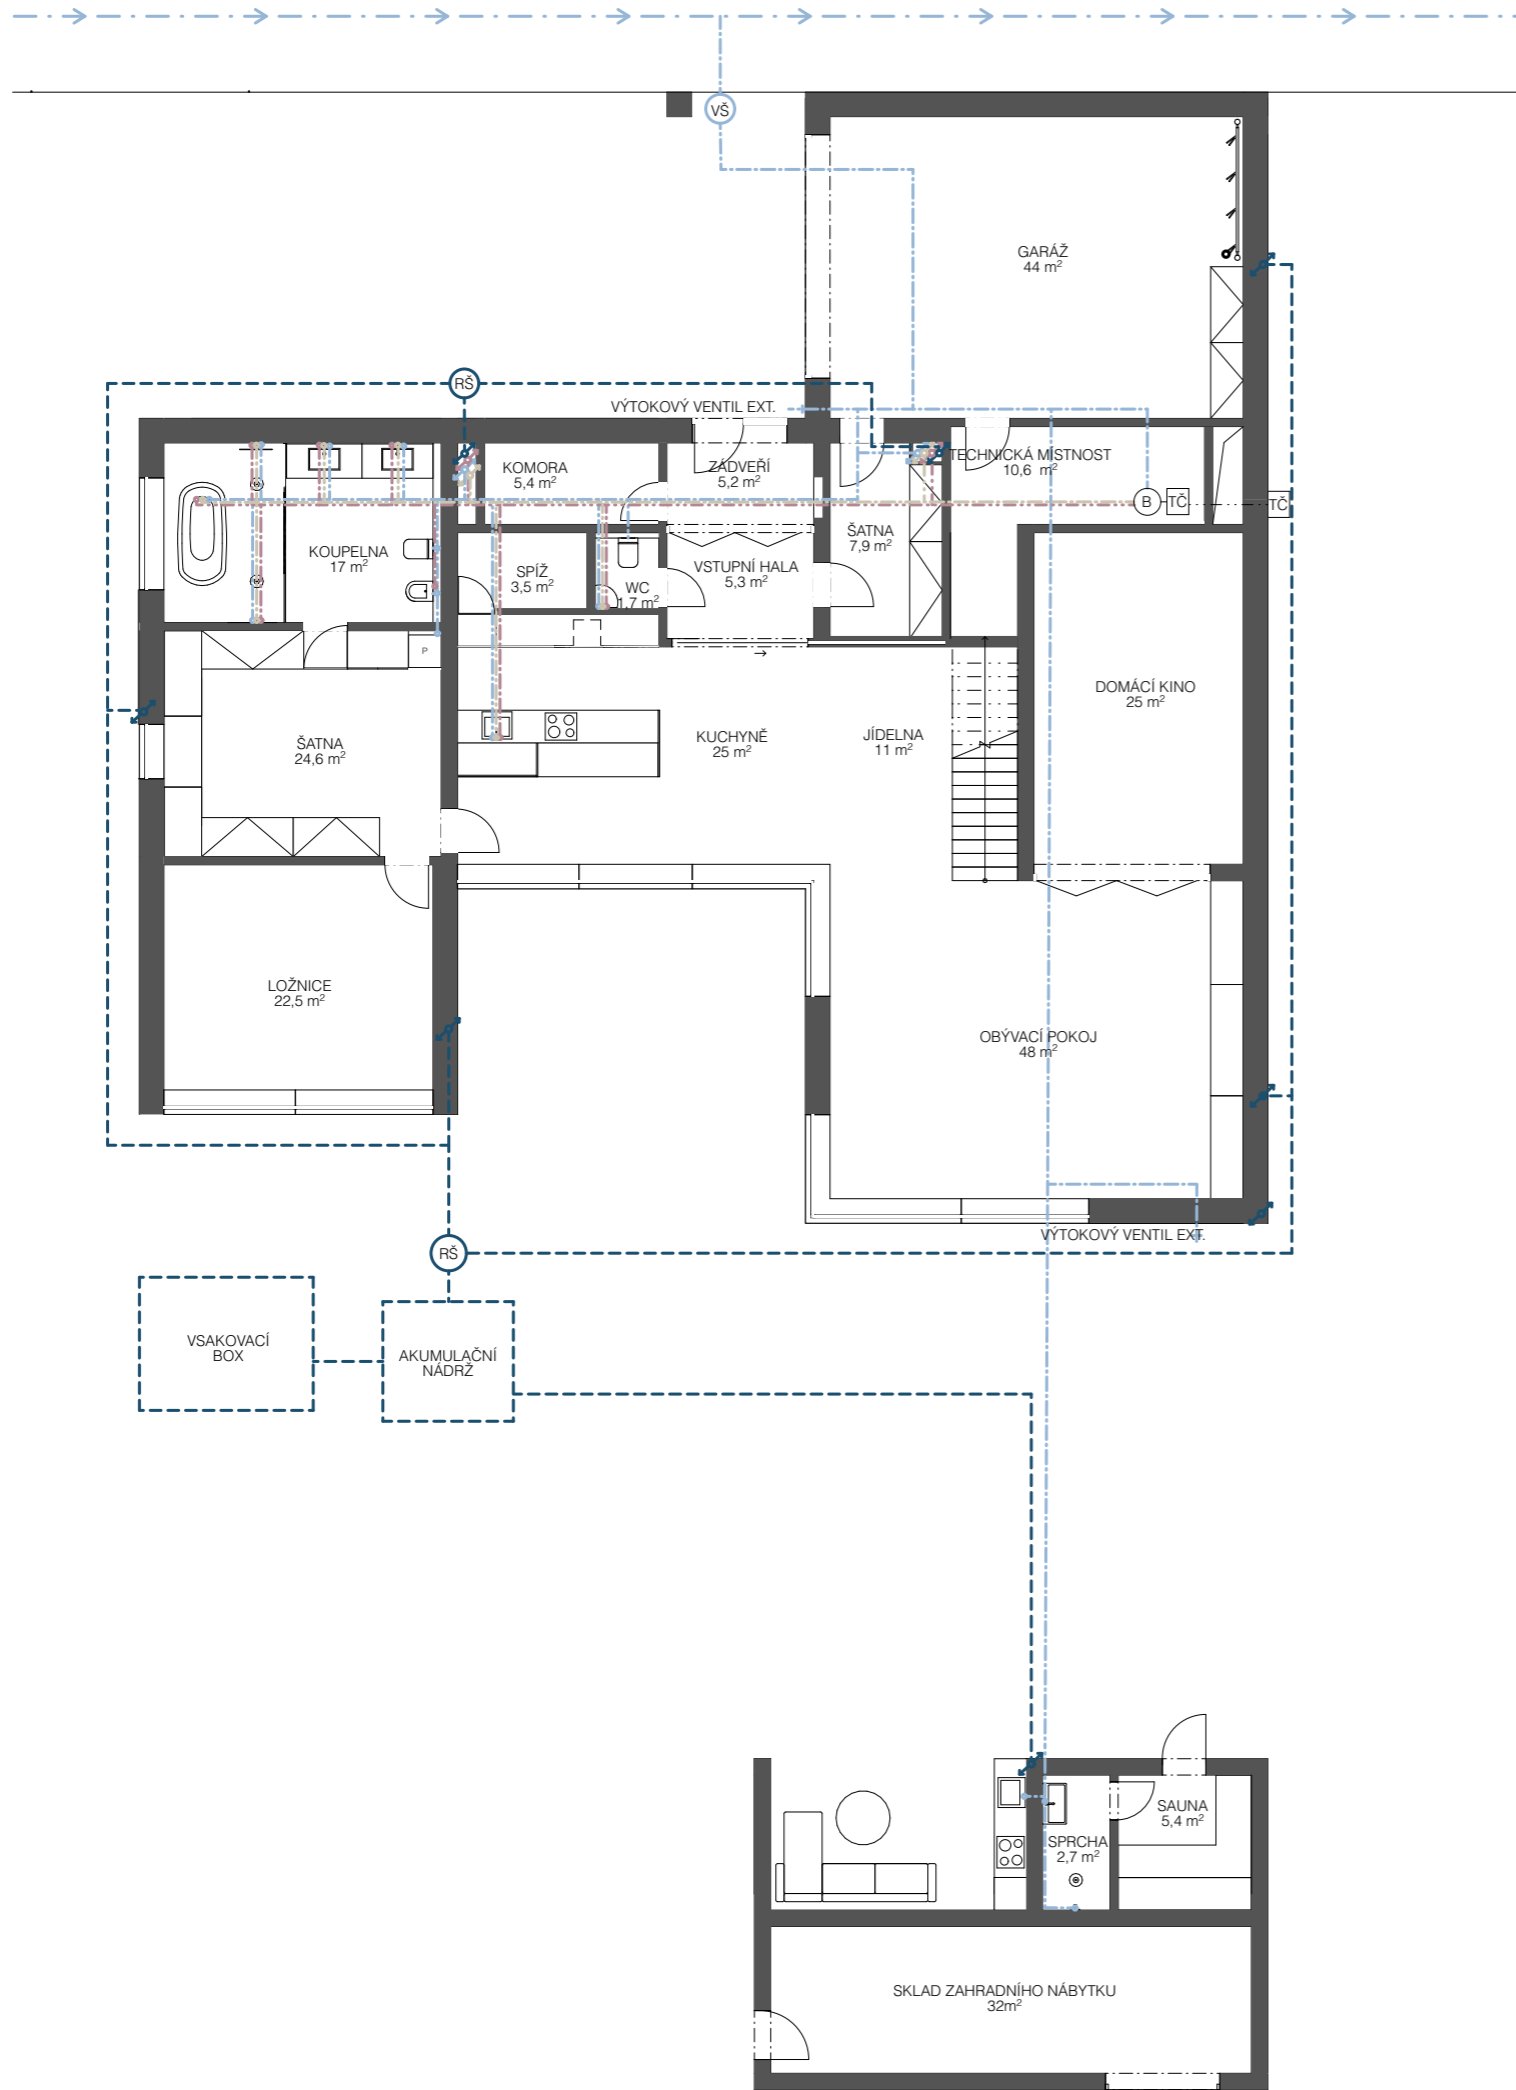 VŠ
GARÁŽ
44 m²
RŠ
VÝTOKOVÝ VENTIL EXT.
KOMORA
5,4 m²
ZÁDVEŘÍ
5,2 m²
TECHNICKÁ MÍSTNOST
10,6 m²
B
TČ
TČ
KOUPELNA
17 m²
SPÍŽ
3,5 m²
WC
1,7 m²
VSTUPNÍ HALA
5,3 m²
ŠATNA
7,9 m²
P
DOMÁCÍ KINO
25 m²
ŠATNA
24,6 m²
KUCHYNĚ
25 m²
JÍDELNA
11 m²
LOŽNICE
22,5 m²
OBÝVACÍ POKOJ
48 m²
VÝTOKOVÝ VENTIL EXT.
RŠ
VSAKOVACÍ
BOX
AKUMULAČNÍ
NÁDRŽ
SAUNA
5,4 m²
SPRCHA
2,7 m²
SKLAD ZAHRADNÍHO NÁBYTKU
32m²